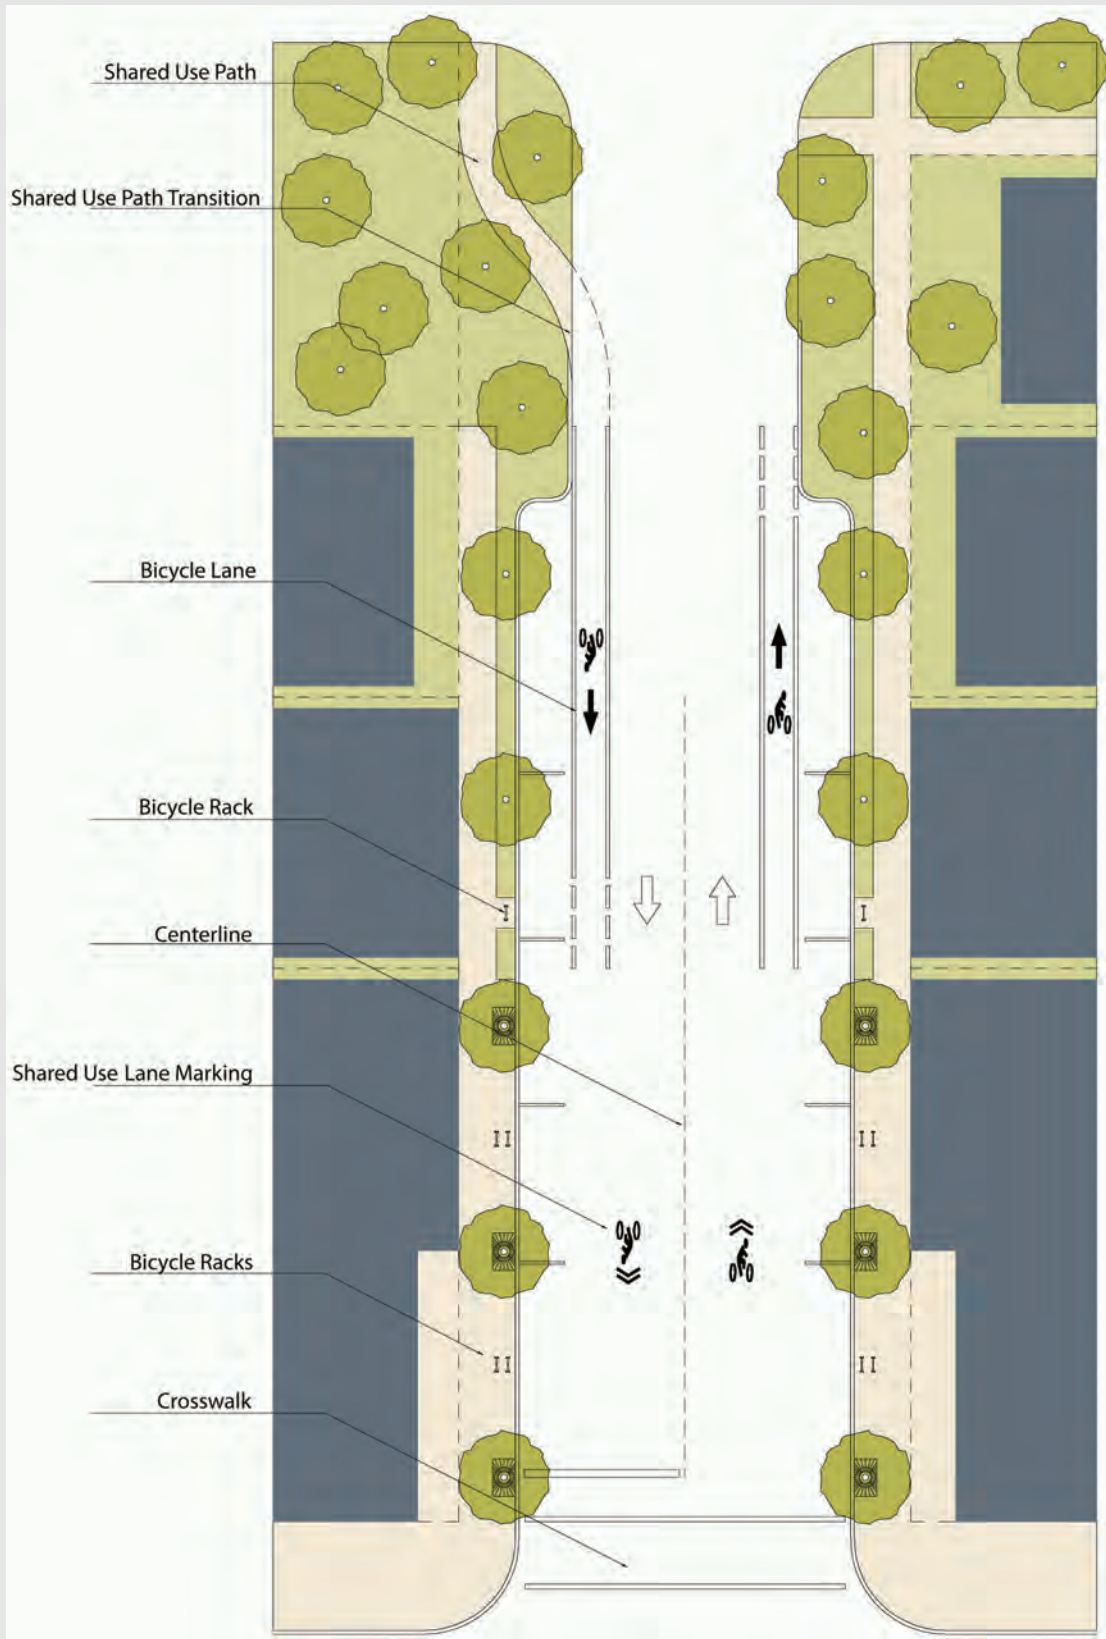 Shared Use Path
Shared Use Path Transition
Bicycle Lane
Bicycle Rack
Centerline
Shared Use Lane Marking
Bicycle Racks
Crosswalk